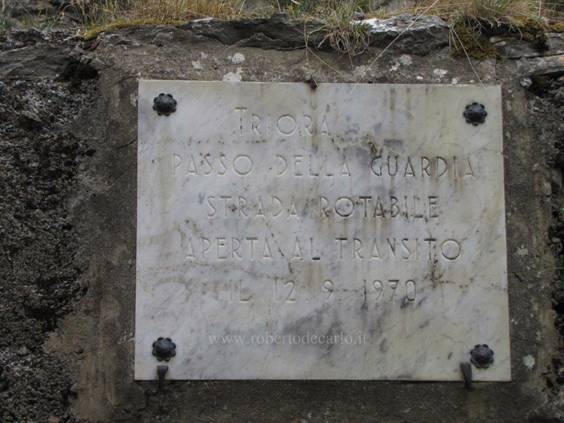 TRIORA
PASSO DELLA GUARDIA
STRADA ROTABILE
APERTA AL TRANSITO
IL 12 9 1970
www.robertodecarlo.it